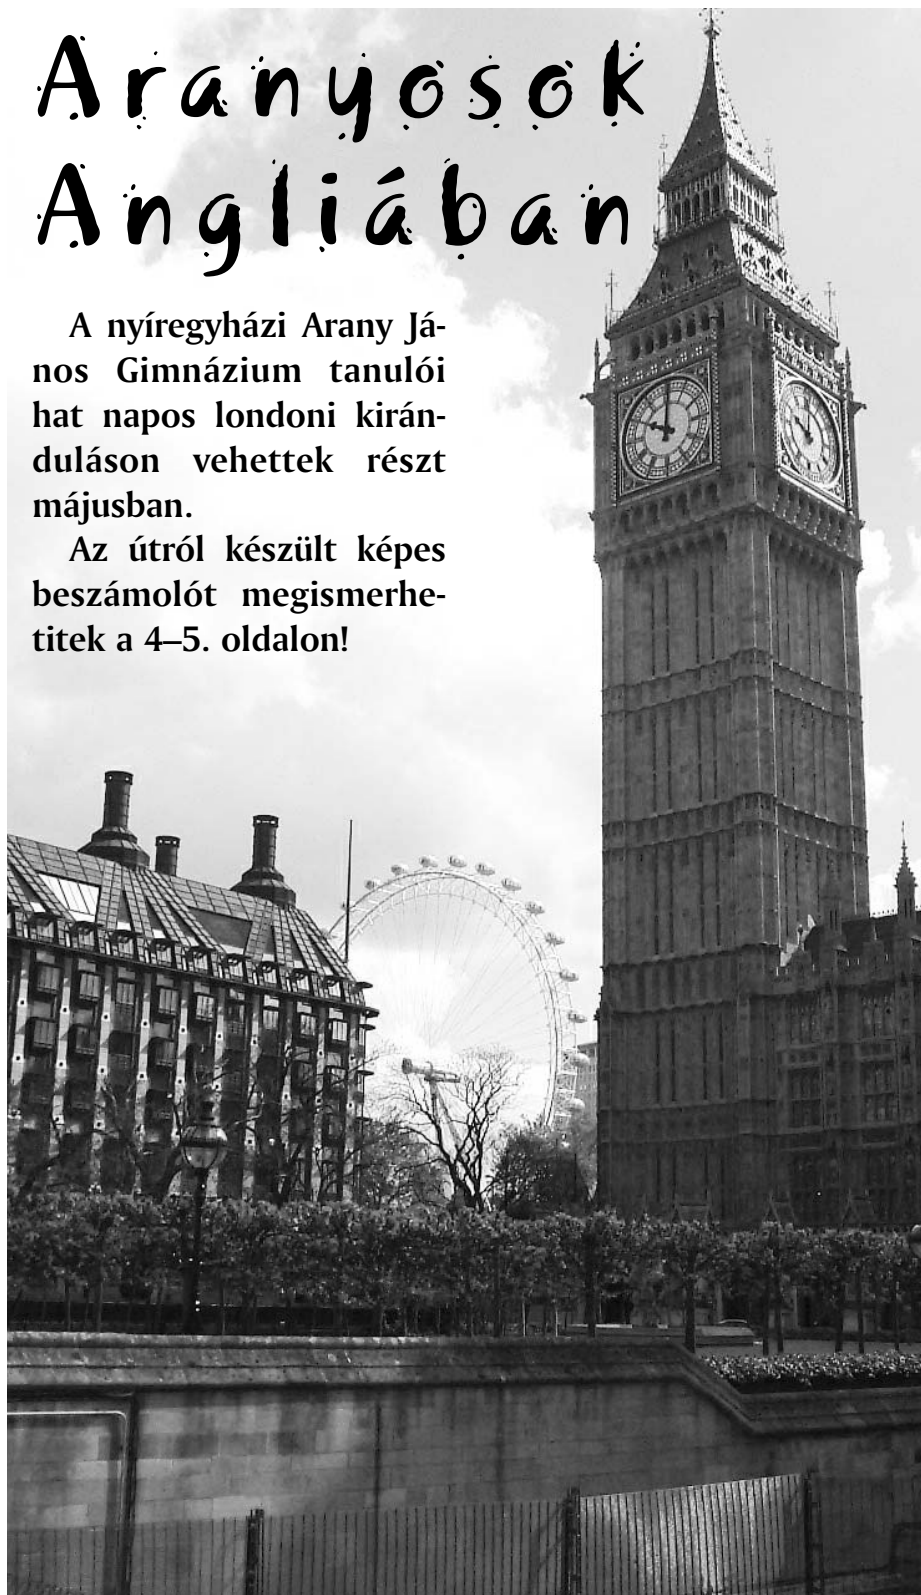 Aranyosok
Angliában
A nyíregyházi Arany Já-
nos Gimnázium tanulói
hat napos londoni kirán-
duláson vehettek részt
májusban.
Az útról készült képes
beszámolót megismerhe-
titek a 4–5. oldalon!